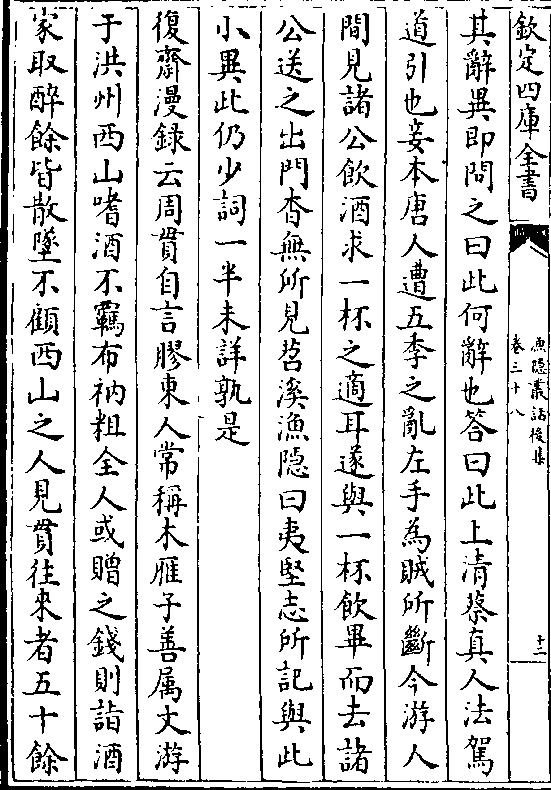 欽定四庫全書
漁隱叢話後集
卷三十八
十三
其辭異即問之曰此何辭也答曰此上清蔡真人法駕
道引也妾本唐人遭五季之亂左手為賊所斷今游人
間見諸公飲酒求一杯之適耳遂與一杯飲畢而去諸
公送之出門杳無所見苕溪漁隱曰夷堅志所記與此
小異此仍少詞一半未詳孰是
復齋漫錄云周貫自言膠東人常稱木雁子善属文游
于洪州西山嗜酒不羈布衲粗全人或贈之錢則詣酒
家取醉餘皆散墜不顧西山之人見貫往來者五十餘